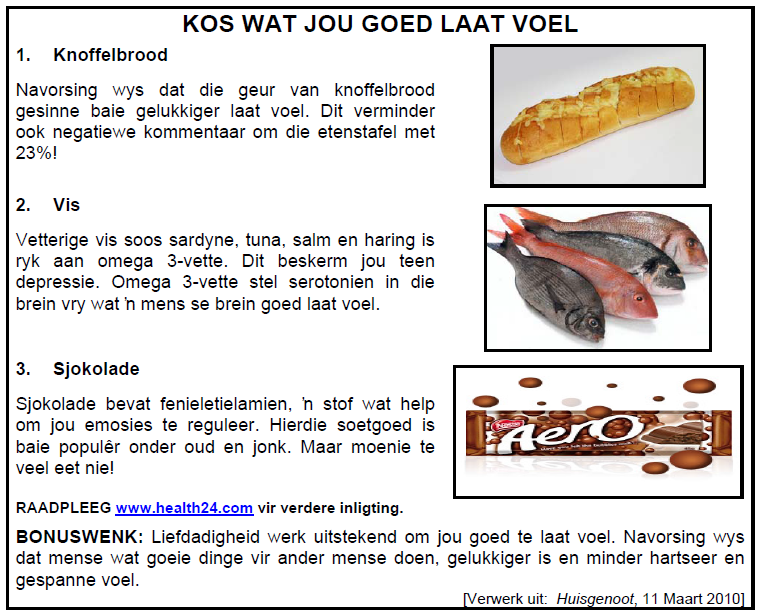 KOS WAT JOU GOED LAAT VOEL
1. Knoffelbrood
Navorsing wys dat die geur van knoffelbrood
gesinne baie gelukkiger laat voel. Dit verminder
ook negatiewe kommentaar om die etenstafel met
23%!
2. Vis
Vetterige vis soos sardyne, tuna, salm en haring is
ryk aan omega 3-vette. Dit beskerm jou teen
depressie. Omega 3-vette stel serotonien in die
brein vry wat ŉ mens se brein goed laat voel.
3. Sjokolade
Sjokolade bevat fenieletielamien, ŉ stof wat help
om jou emosies te reguleer. Hierdie soetgoed is
baie populêr onder oud en jonk. Maar moenie te
veel eet nie!
Nestlé
Aero
RAADPLEEG www.health24.com vir verdere inligting.
BONUSWENK: Liefdadigheid werk uitstekend om jou goed te laat voel. Navorsing wys
dat mense wat goeie dinge vir ander mense doen, gelukkiger is en minder hartseer en
gespanne voel.
[Verwerk uit: Huisgenoot, 11 Maart 2010]